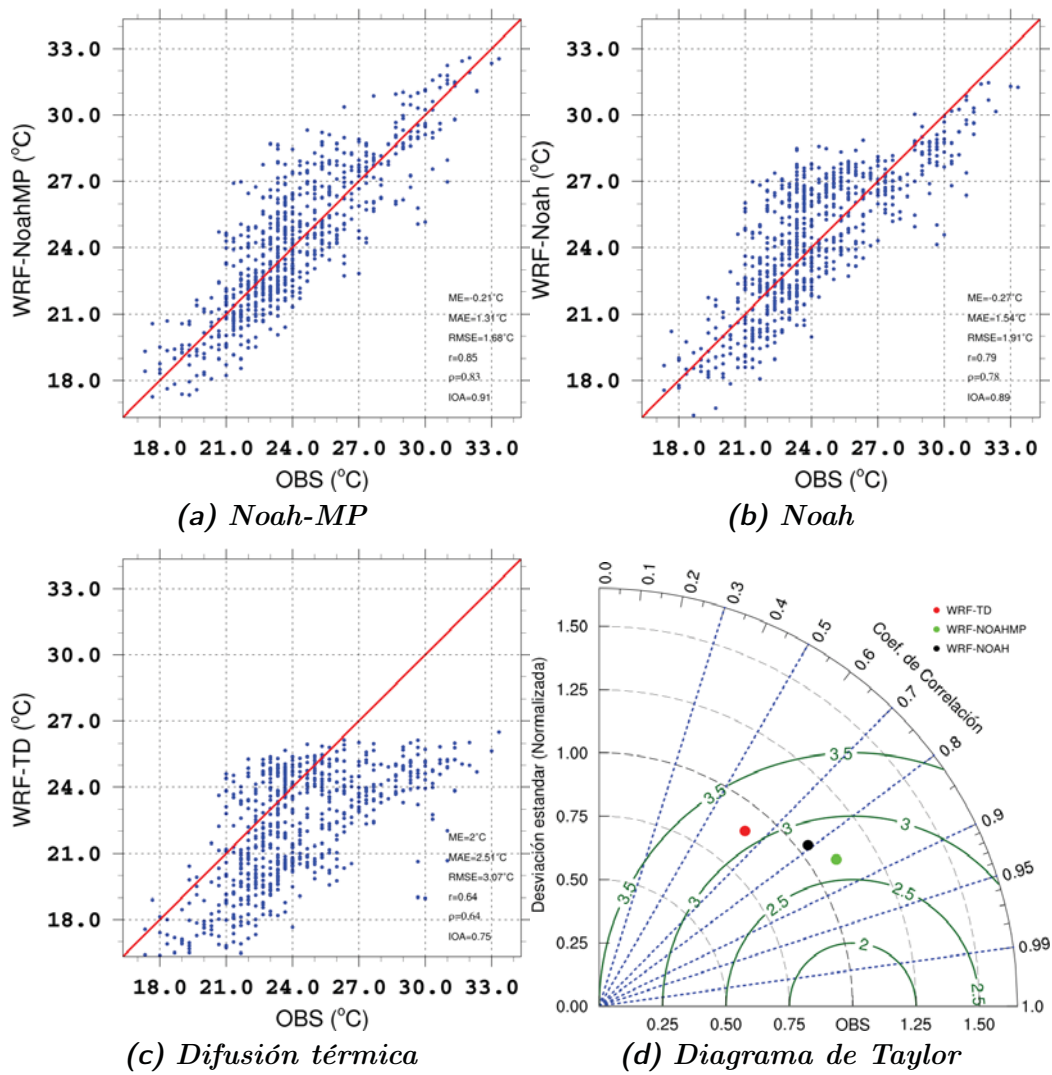 WRF-NoahMP (°C)
33.0
30.0
27.0
24.0
21.0
18.0
ME=-0.21°C
MAE=1.31°C
RMSE=1.68°C
r=0.85
ρ=0.83
IOA=0.91
18.0 21.0 24.0 27.0 30.0 33.0
OBS (°C)
(a) Noah-MP
WRF-Noah (°C)
33.0
30.0
27.0
24.0
21.0
18.0
ME=-0.27°C
MAE=1.54°C
RMSE=1.91°C
r=0.79
ρ=0.78
IOA=0.89
18.0 21.0 24.0 27.0 30.0 33.0
OBS (°C)
(b) Noah
WRF-TD (°C)
33.0
30.0
27.0
24.0
21.0
18.0
ME=2°C
MAE=2.51°C
RMSE=3.07°C
r=0.64
ρ=0.64
IOA=0.75
18.0 21.0 24.0 27.0 30.0 33.0
OBS (°C)
(c) Difusión térmica
Desviación estandar (Normalizada)
1.50
1.25
1.00
0.75
0.50
0.25
0.00
0.0 0.1 0.2 0.3 0.4 0.5 0.6 0.7 0.8 0.9 0.95 0.99 1.0
Coef. de Correlación
WRF-TD
WRF-NOAHMP
WRF-NOAH
3.5 3.5 3.5
3 3 3
2.5 2.5 2.5
2
0.25 0.50 0.75 OBS 1.25 1.50
(d) Diagrama de Taylor